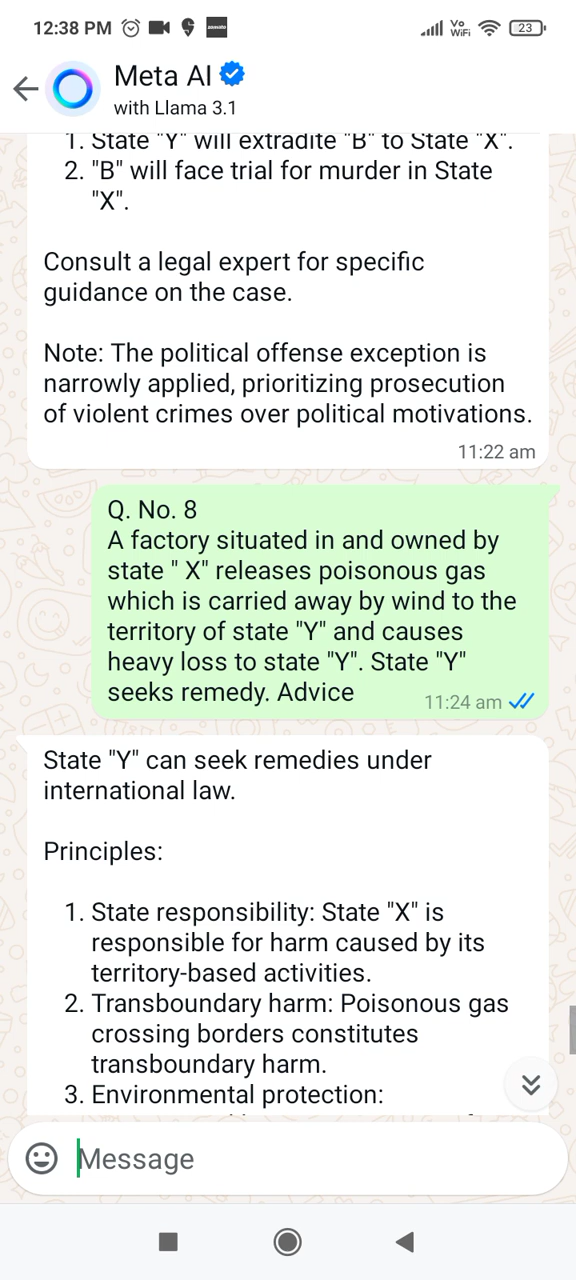 12:38 PM
Vo
WiFi
23
Meta AI
with Llama 3.1
1. State "Y" will extradite "B" to State "X".
2. "B" will face trial for murder in State
"X".
Consult a legal expert for specific
guidance on the case.
Note: The political offense exception is
narrowly applied, prioritizing prosecution
of violent crimes over political motivations.
11:22 am
Q. No. 8
A factory situated in and owned by
state " X" releases poisonous gas
which is carried away by wind to the
territory of state "Y" and causes
heavy loss to state "Y". State "Y"
seeks remedy. Advice
11:24 am
State "Y" can seek remedies under
international law.
Principles:
1. State responsibility: State "X" is
responsible for harm caused by its
territory-based activities.
2. Transboundary harm: Poisonous gas
crossing borders constitutes
transboundary harm.
3. Environmental protection:
Message